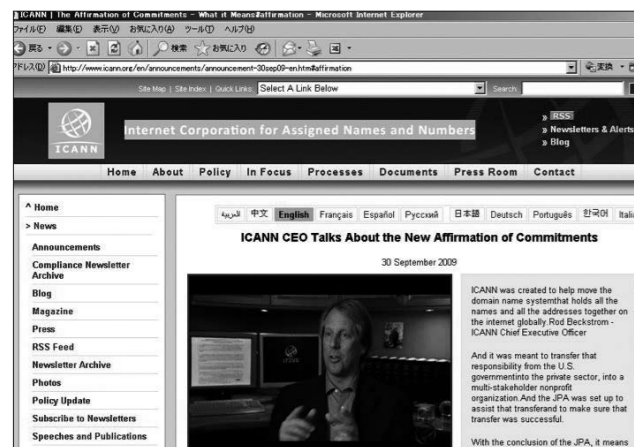 ICANN | The Affirmation of Commitments - What it Means#affirmation - Microsoft Internet Explorer
ファイル(F) 編集(E) 表示(V) お気に入り(A) ツール(T) ヘルプ(H)
戻る 検索 お気に入り
アドレス(D) http://www.icann.org/en/announcements/announcement-30sep09-en.htm#affirmation 変換
Site Map | Site Index | Quick Links Select A Link Below Search
ICANN
Internet Corporation for Assigned Names and Numbers
» RSS
» Newsletters & Alerts
» Blog
Home About Policy In Focus Processes Documents Press Room Contact
^ Home
> News
Announcements
Compliance Newsletter
Archive
Blog
Magazine
Press
RSS Feed
Newsletter Archive
Photos
Policy Update
Subscribe to Newsletters
Speeches and Publications
العربية 中文 English Français Español Русский 日本語 Deutsch Português 한국어 Itali
ICANN CEO Talks About the New Affirmation of Commitments
30 September 2009
ICANN was created to help move the
domain name systemthat holds all the
names and all the addresses together on
the internet globally.Rod Beckstrom -
ICANN Chief Executive Officer
And it was meant to transfer that
responsibility from the U.S.
governmentinto the private sector, into a
multi-stakeholder nonprofit
organization.And the JPA was set up to
assist that transferand to make sure that
transfer was successful.
With the conclusion of the JPA, it means